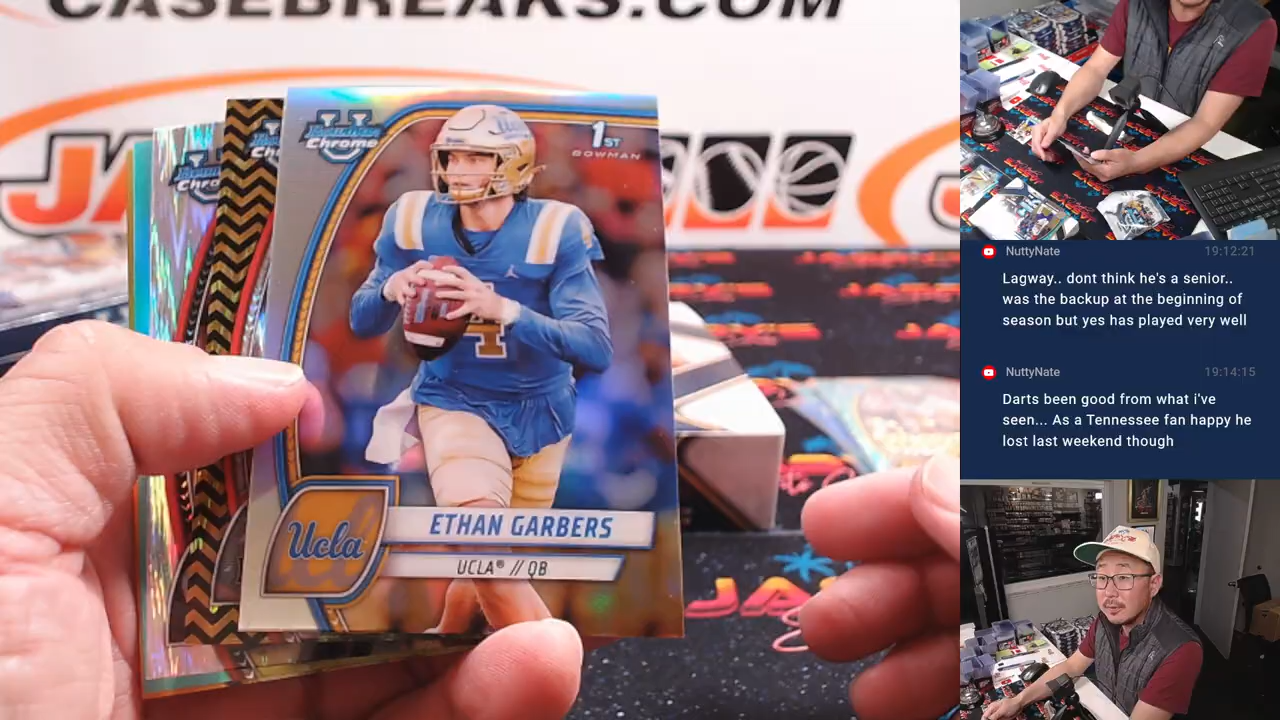 CASEBREAKS.COM
BOWMAN
Chrome
1ST
BOWMAN
4
Ucla
ETHAN GARBERS
UCLA® // QB
NuttyNate 19:12:21
Lagway.. dont think he's a senior..
was the backup at the beginning of
season but yes has played very well
NuttyNate 19:14:15
Darts been good from what i've
seen... As a Tennessee fan happy he
lost last weekend though